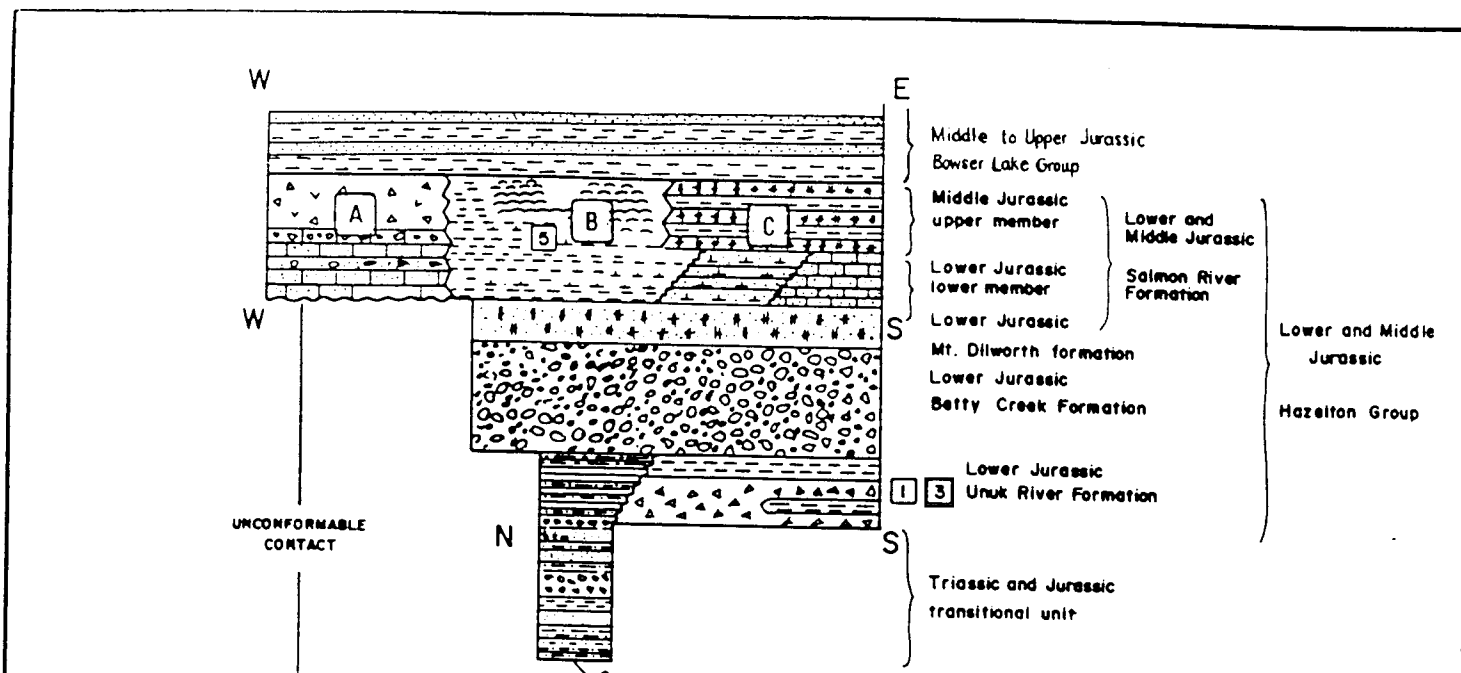 W
E
Middle to Upper Jurassic
Bowser Lake Group
A
B
C
5
Middle Jurassic
upper member
Lower and
Middle Jurassic
Salmon River
Formation
Lower Jurassic
lower member
W
S
Lower Jurassic
Mt. Dilworth formation
Lower Jurassic
Betty Creek Formation
Lower and Middle
Jurassic
Hazelton Group
1 3
Lower Jurassic
Unuk River Formation
UNCONFORMABLE
CONTACT
N
S
Triassic and Jurassic
transitional unit